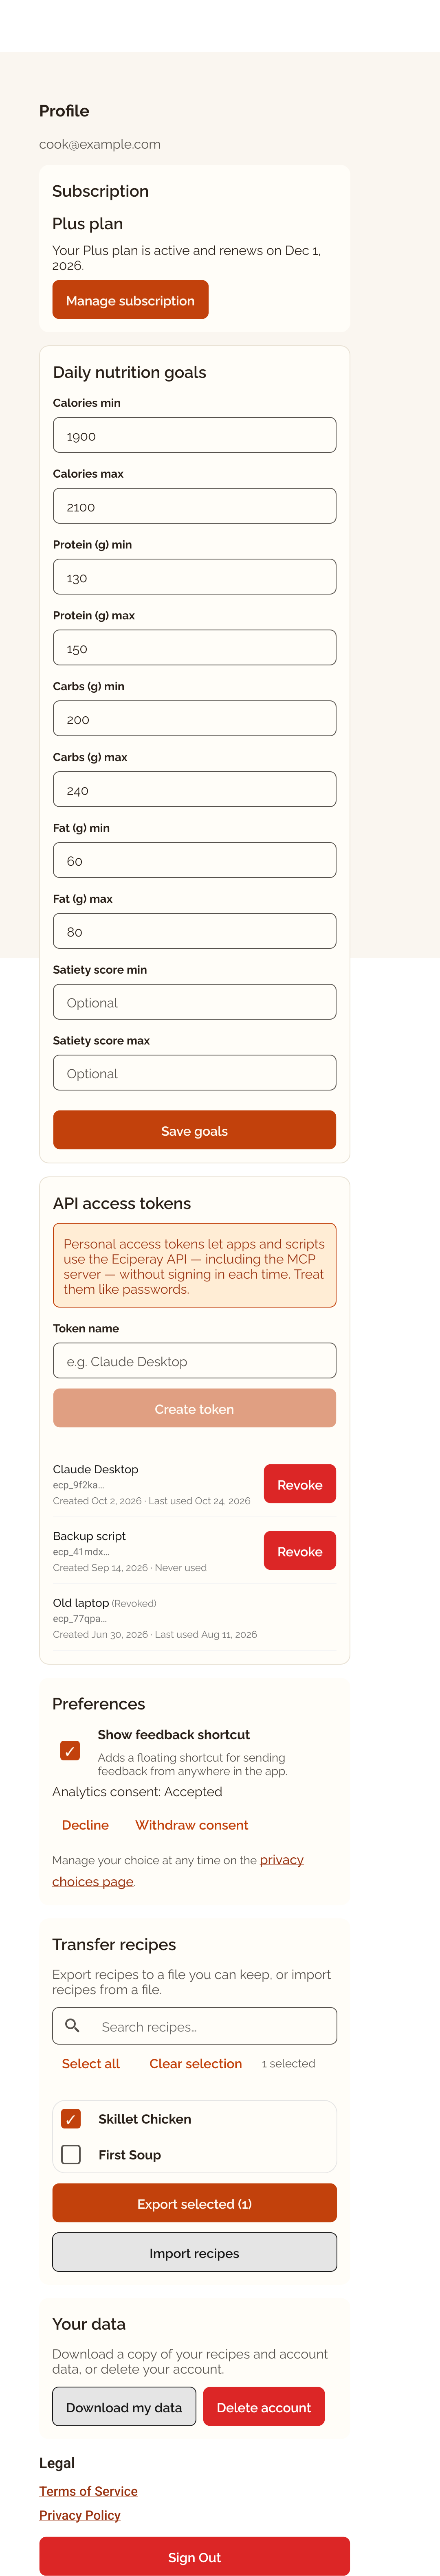 Profile
cook@example.com
Subscription
Plus plan
Your Plus plan is active and renews on Dec 1,
2026.
Manage subscription
Daily nutrition goals
Calories min
1900
Calories max
2100
Protein (g) min
130
Protein (g) max
150
Carbs (g) min
200
Carbs (g) max
240
Fat (g) min
60
Fat (g) max
80
Satiety score min
Optional
Satiety score max
Optional
Save goals
API access tokens
Personal access tokens let apps and scripts
use the Eciperay API — including the MCP
server — without signing in each time. Treat
them like passwords.
Token name
e.g. Claude Desktop
Create token
Claude Desktop
ecp_9f2ka…
Created Oct 2, 2026 · Last used Oct 24, 2026
Revoke
Backup script
ecp_41mdx…
Created Sep 14, 2026 · Never used
Revoke
Old laptop (Revoked)
ecp_77qpa…
Created Jun 30, 2026 · Last used Aug 11, 2026
Preferences
Show feedback shortcut
Adds a floating shortcut for sending
feedback from anywhere in the app.
Analytics consent: Accepted
Decline Withdraw consent
Manage your choice at any time on the privacy
choices page.
Transfer recipes
Export recipes to a file you can keep, or import
recipes from a file.
Search recipes…
Select all Clear selection 1 selected
Skillet Chicken
First Soup
Export selected (1)
Import recipes
Your data
Download a copy of your recipes and account
data, or delete your account.
Download my data Delete account
Legal
Terms of Service
Privacy Policy
Sign Out